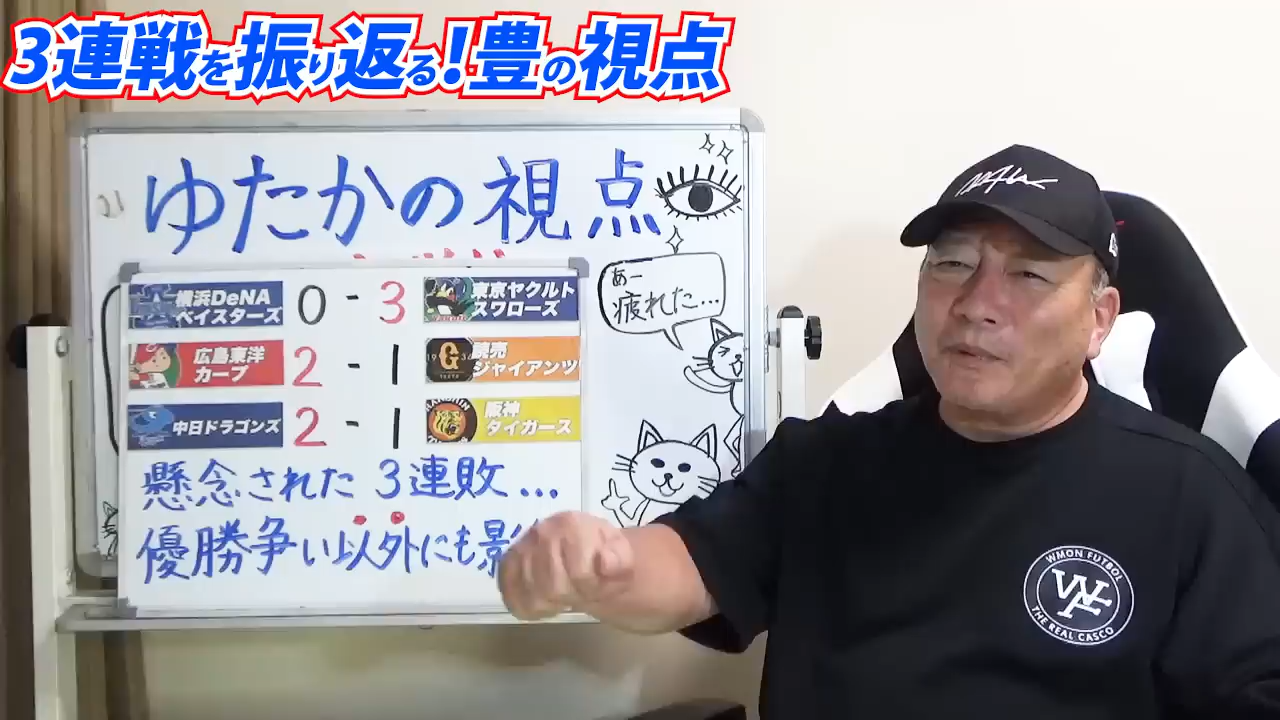 3連戦を振り返る！豊の視点
ゆたかの視点
横浜DeNA
ベイスターズ
0 - 3
東京ヤクルト
スワローズ
広島東洋
カープ
2 - 1
読売
ジャイアンツ
中日ドラゴンズ
2 - 1
阪神
タイガース
懸念された 3連敗...
優勝争い以外にも影
あー
疲れた...
WMON FUTBOL
THE REAL CASCO